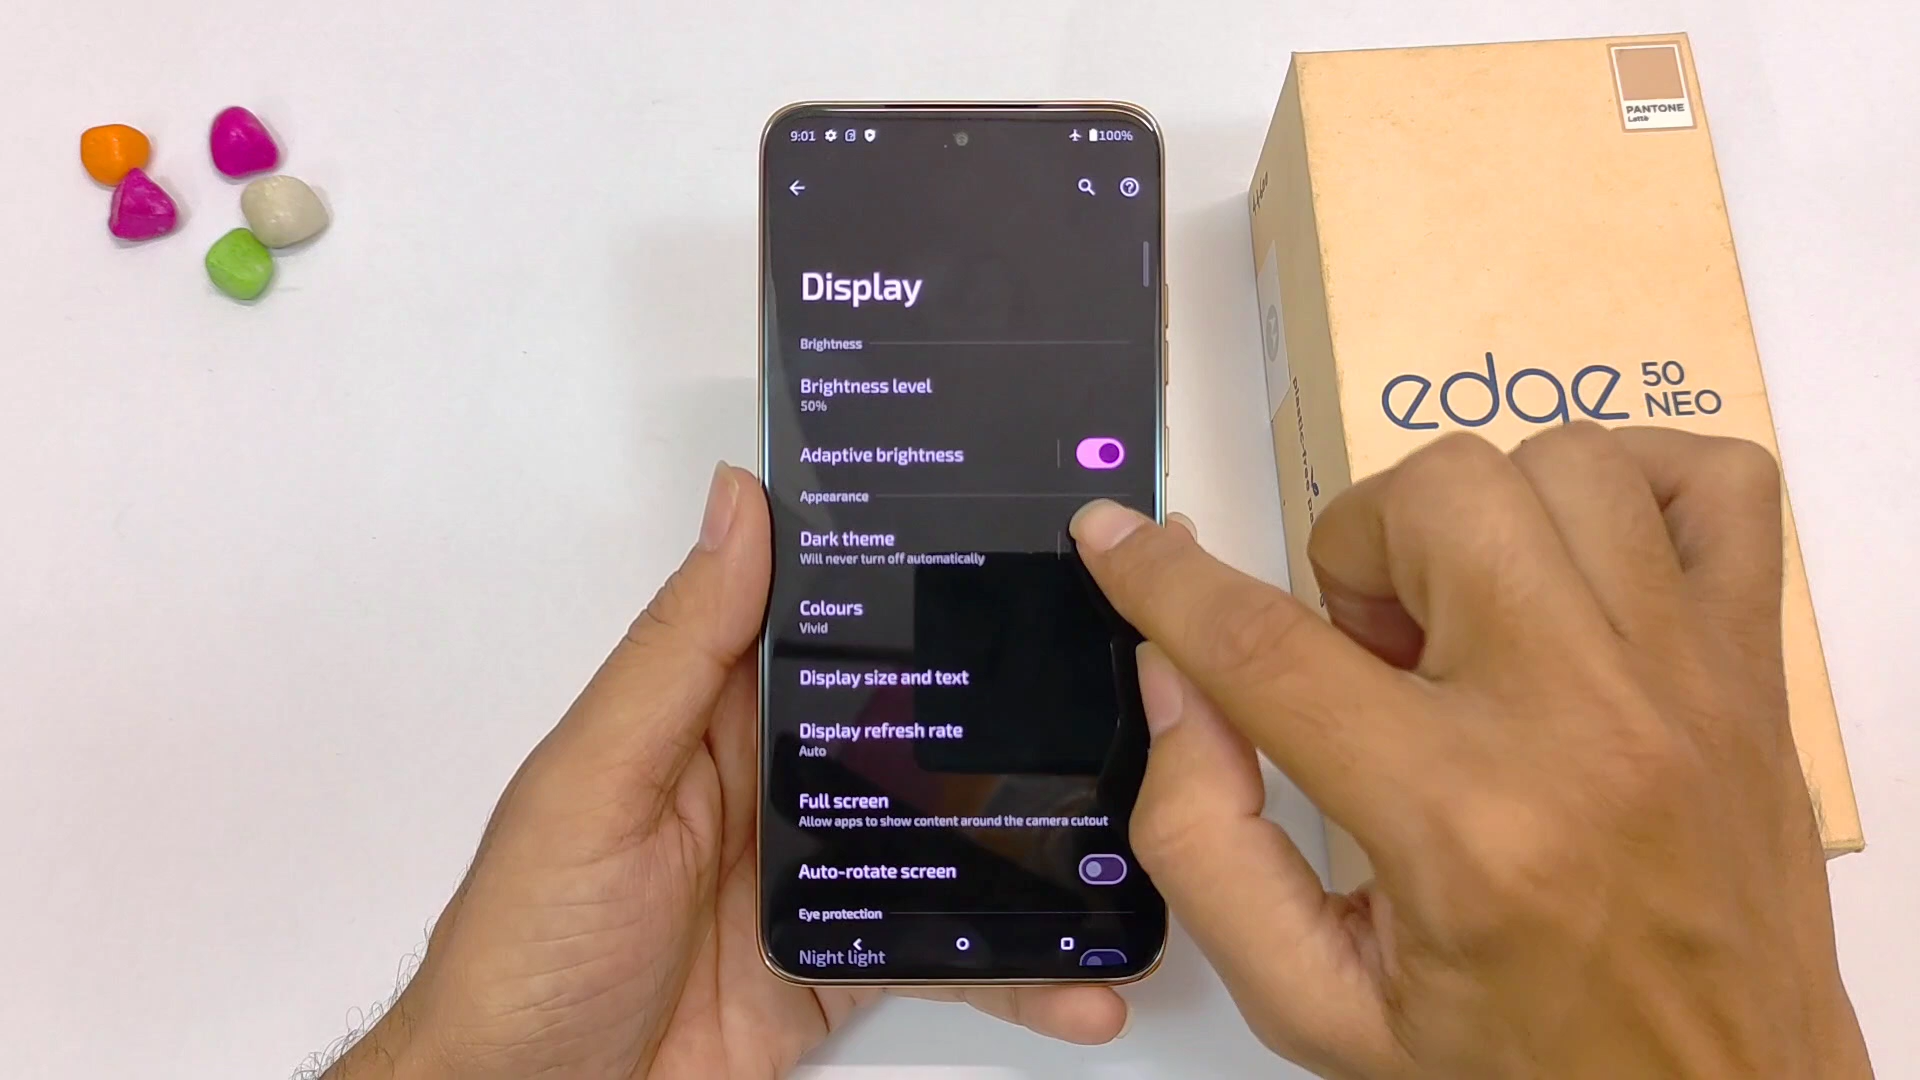 9:01
100%
Display
Brightness
Brightness level
50%
Adaptive brightness
Appearance
Dark theme
Will never turn off automatically
Colours
Vivid
Display size and text
Display refresh rate
Auto
Full screen
Allow apps to show content around the camera cutout
Auto-rotate screen
Eye protection
Night light
PANTONE
Latte
edge 50
NEO